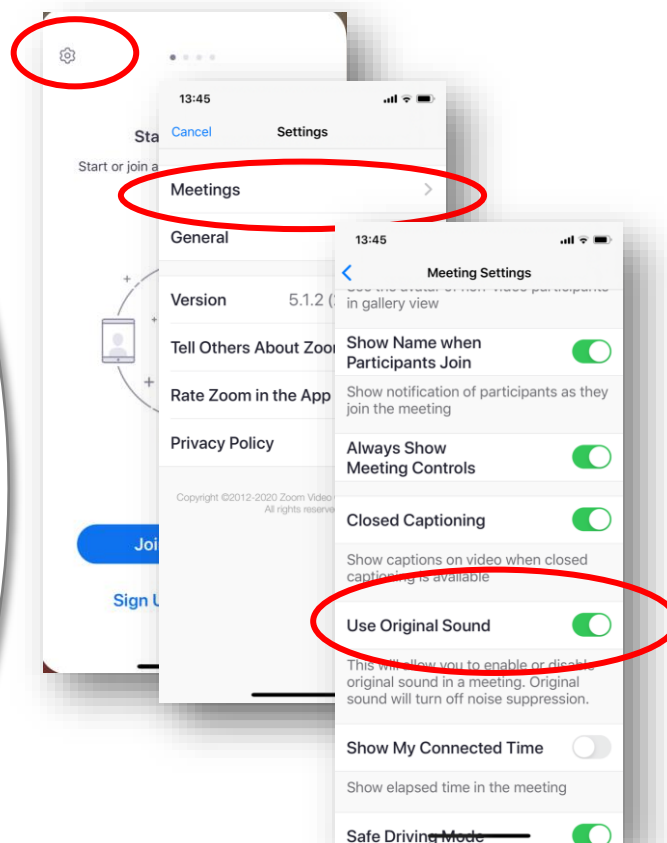 Sta
Start or join a
Joi
Sign U
13:45
Cancel Settings
Meetings
General
Version 5.1.2 (
Tell Others About Zoo
Rate Zoom in the App
Privacy Policy
Copyright ©2012-2020 Zoom Video
All rights reserve
13:45
Meeting Settings
in gallery view
Show Name when
Participants Join
Show notification of participants as they
join the meeting
Always Show
Meeting Controls
Closed Captioning
Show captions on video when closed
captioning is available
Use Original Sound
This will allow you to enable or disable
original sound in a meeting. Original
sound will turn off noise suppression.
Show My Connected Time
Show elapsed time in the meeting
Safe Driving Mode